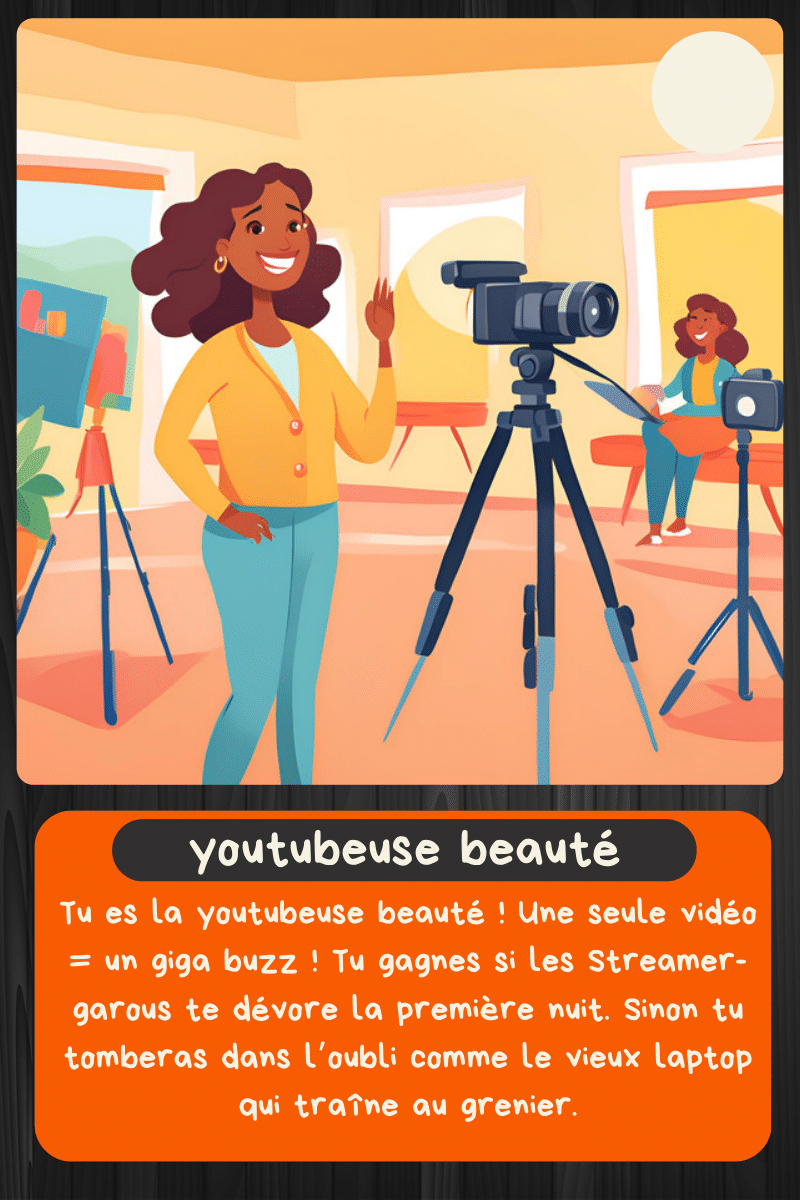 youtubeuse beauté
Tu es la youtubeuse beauté ! Une seule vidéo
= un giga buzz ! Tu gagnes si les Streamer-
garous te dévore la première nuit. Sinon tu
tomberas dans l'oubli comme le vieux laptop
qui traîne au grenier.